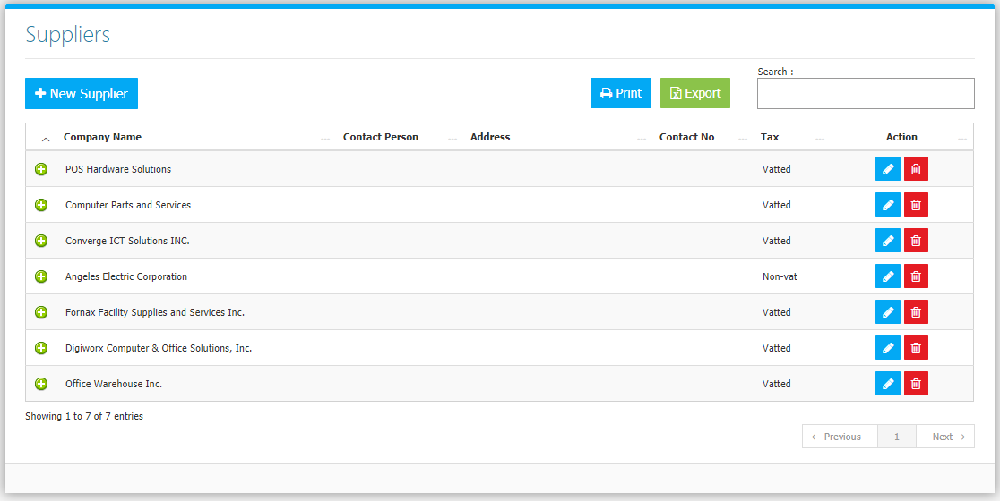 Suppliers
New Supplier
Print
Export
Search :
Company Name ... Contact Person ... Address ... Contact No ... Tax ... Action ...
POS Hardware Solutions Vatted
Computer Parts and Services Vatted
Converge ICT Solutions INC. Vatted
Angeles Electric Corporation Non-vat
Fornax Facility Supplies and Services Inc. Vatted
Digiworx Computer & Office Solutions, Inc. Vatted
Office Warehouse Inc. Vatted
Showing 1 to 7 of 7 entries
Previous 1 Next